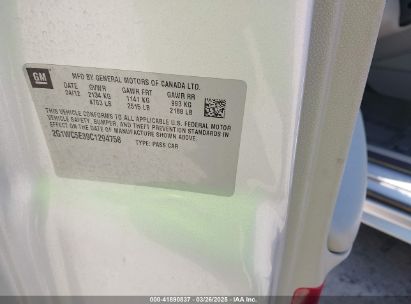 GM
MFD BY GENERAL MOTORS OF CANADA LTD.
DATE GVWR GAWR FRT GAWR RR
04/12 2134 KG 1141 KG 993 KG
4703 LB 2515 LB 2188 LB
THIS VEHICLE CONFORMS TO ALL APPLICABLE U.S. FEDERAL MOTOR
VEHICLE SAFETY, BUMPER, AND THEFT PREVENTION STANDARDS IN
EFFECT ON THE DATE OF MANUFACTURE SHOWN ABOVE.
2G1WC5E39C1294758 TYPE: PASS CAR
000-41890837 - 03/26/2025 - IAA, Inc.